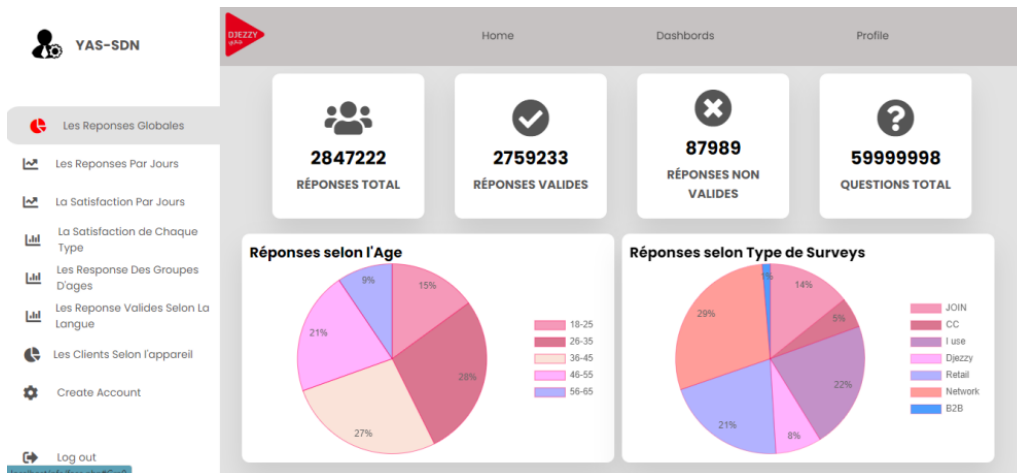 YAS-SDN
DJEZZY
Home
Dashbords
Profile
Les Reponses Globales
Les Reponses Par Jours
La Satisfaction Par Jours
La Satisfaction de Chaque
Type
Les Response Des Groupes
D'ages
Les Reponse Valides Selon La
Langue
Les Clients Selon l'appareil
Create Account
Log out
2847222
RÉPONSES TOTAL
2759233
RÉPONSES VALIDES
87989
RÉPONSES NON
VALIDES
59999998
QUESTIONS TOTAL
Réponses selon l'Age
9%
15%
21%
28%
27%
18-25
26-35
36-45
46-55
56-65
Réponses selon Type de Surveys
1%
14%
5%
29%
22%
21%
8%
JOIN
CC
I use
Djezzy
Retail
Network
B2B